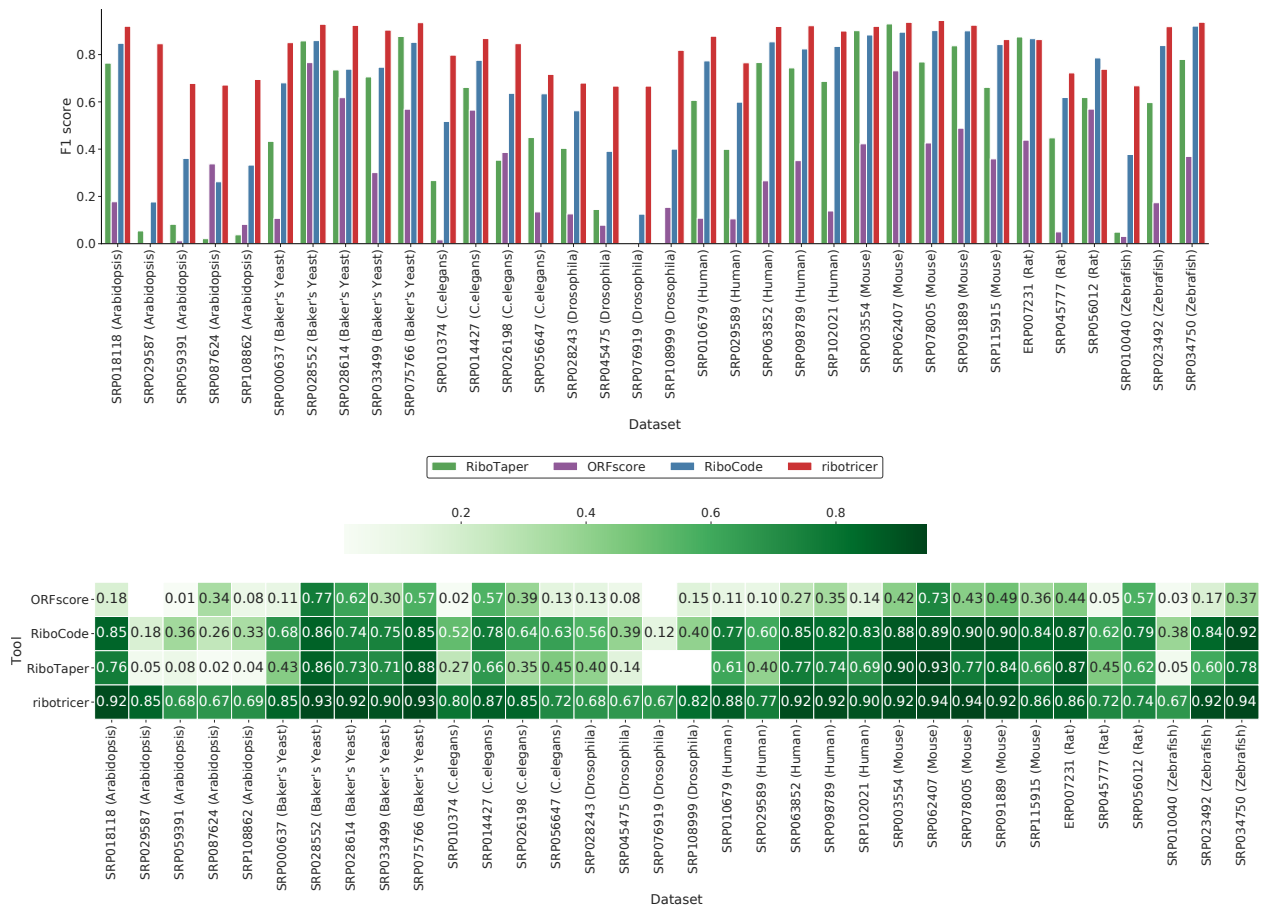 F1 score
0.8
0.6
0.4
0.2
0.0
SRP018118 (Arabidopsis)
SRP029587 (Arabidopsis)
SRP059391 (Arabidopsis)
SRP087624 (Arabidopsis)
SRP108862 (Arabidopsis)
SRP000637 (Baker's Yeast)
SRP028552 (Baker's Yeast)
SRP028614 (Baker's Yeast)
SRP033499 (Baker's Yeast)
SRP075766 (Baker's Yeast)
SRP010374 (C.elegans)
SRP014427 (C.elegans)
SRP026198 (C.elegans)
SRP056647 (C.elegans)
SRP028243 (Drosophila)
SRP045475 (Drosophila)
SRP076919 (Drosophila)
SRP108999 (Drosophila)
SRP010679 (Human)
SRP029589 (Human)
SRP063852 (Human)
SRP098789 (Human)
SRP102021 (Human)
SRP003554 (Mouse)
SRP062407 (Mouse)
SRP078005 (Mouse)
SRP091889 (Mouse)
SRP115915 (Mouse)
ERP007231 (Rat)
SRP045777 (Rat)
SRP056012 (Rat)
SRP010040 (Zebrafish)
SRP023492 (Zebrafish)
SRP034750 (Zebrafish)
Dataset
RiboTaper ORFscore RiboCode ribotricer
0.2 0.4 0.6 0.8
Tool
ORFscore 0.18 0.01 0.34 0.08 0.11 0.77 0.62 0.30 0.57 0.02 0.57 0.39 0.13 0.13 0.08 0.15 0.11 0.10 0.27 0.35 0.14 0.42 0.73 0.43 0.49 0.36 0.44 0.05 0.57 0.03 0.17 0.37
RiboCode 0.85 0.18 0.36 0.26 0.33 0.68 0.86 0.74 0.75 0.85 0.52 0.78 0.64 0.63 0.56 0.39 0.12 0.40 0.77 0.60 0.85 0.82 0.83 0.88 0.89 0.90 0.90 0.84 0.87 0.62 0.79 0.38 0.84 0.92
RiboTaper 0.76 0.05 0.08 0.02 0.04 0.43 0.86 0.73 0.71 0.88 0.27 0.66 0.35 0.45 0.40 0.14 0.61 0.40 0.77 0.74 0.69 0.90 0.93 0.77 0.84 0.66 0.87 0.45 0.62 0.05 0.60 0.78
ribotricer 0.92 0.85 0.68 0.67 0.69 0.85 0.93 0.92 0.90 0.93 0.80 0.87 0.85 0.72 0.68 0.67 0.67 0.82 0.88 0.77 0.92 0.92 0.90 0.92 0.94 0.94 0.92 0.86 0.86 0.72 0.74 0.67 0.92 0.94
SRP018118 (Arabidopsis)
SRP029587 (Arabidopsis)
SRP059391 (Arabidopsis)
SRP087624 (Arabidopsis)
SRP108862 (Arabidopsis)
SRP000637 (Baker's Yeast)
SRP028552 (Baker's Yeast)
SRP028614 (Baker's Yeast)
SRP033499 (Baker's Yeast)
SRP075766 (Baker's Yeast)
SRP010374 (C.elegans)
SRP014427 (C.elegans)
SRP026198 (C.elegans)
SRP056647 (C.elegans)
SRP028243 (Drosophila)
SRP045475 (Drosophila)
SRP076919 (Drosophila)
SRP108999 (Drosophila)
SRP010679 (Human)
SRP029589 (Human)
SRP063852 (Human)
SRP098789 (Human)
SRP102021 (Human)
SRP003554 (Mouse)
SRP062407 (Mouse)
SRP078005 (Mouse)
SRP091889 (Mouse)
SRP115915 (Mouse)
ERP007231 (Rat)
SRP045777 (Rat)
SRP056012 (Rat)
SRP010040 (Zebrafish)
SRP023492 (Zebrafish)
SRP034750 (Zebrafish)
Dataset